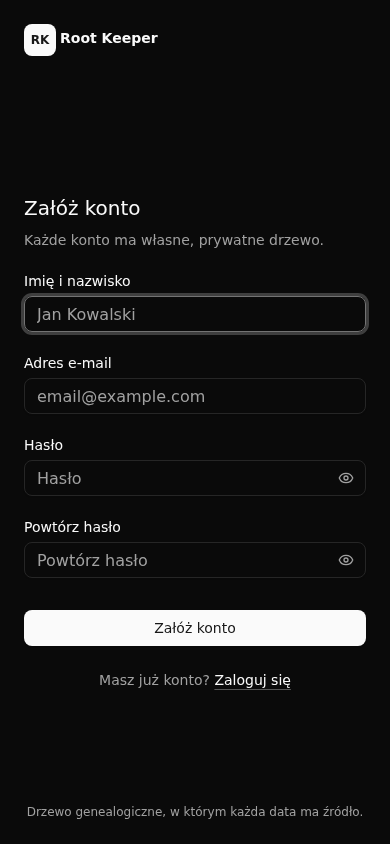 RK Root Keeper
Załóż konto
Każde konto ma własne, prywatne drzewo.
Imię i nazwisko
Jan Kowalski
Adres e-mail
email@example.com
Hasło
Hasło
Powtórz hasło
Powtórz hasło
Załóż konto
Masz już konto? Zaloguj się
Drzewo genealogiczne, w którym każda data ma źródło.